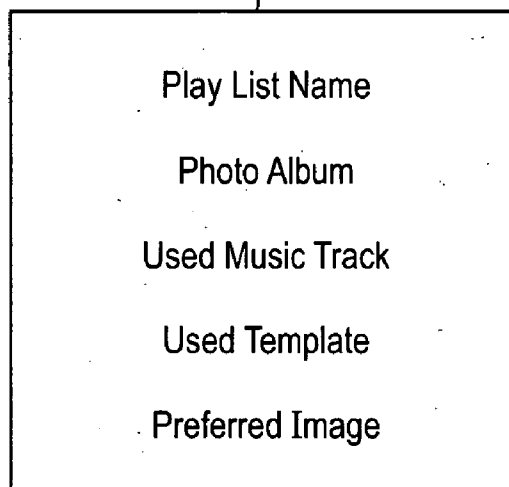 Play List Name
Photo Album
Used Music Track
Used Template
Preferred Image